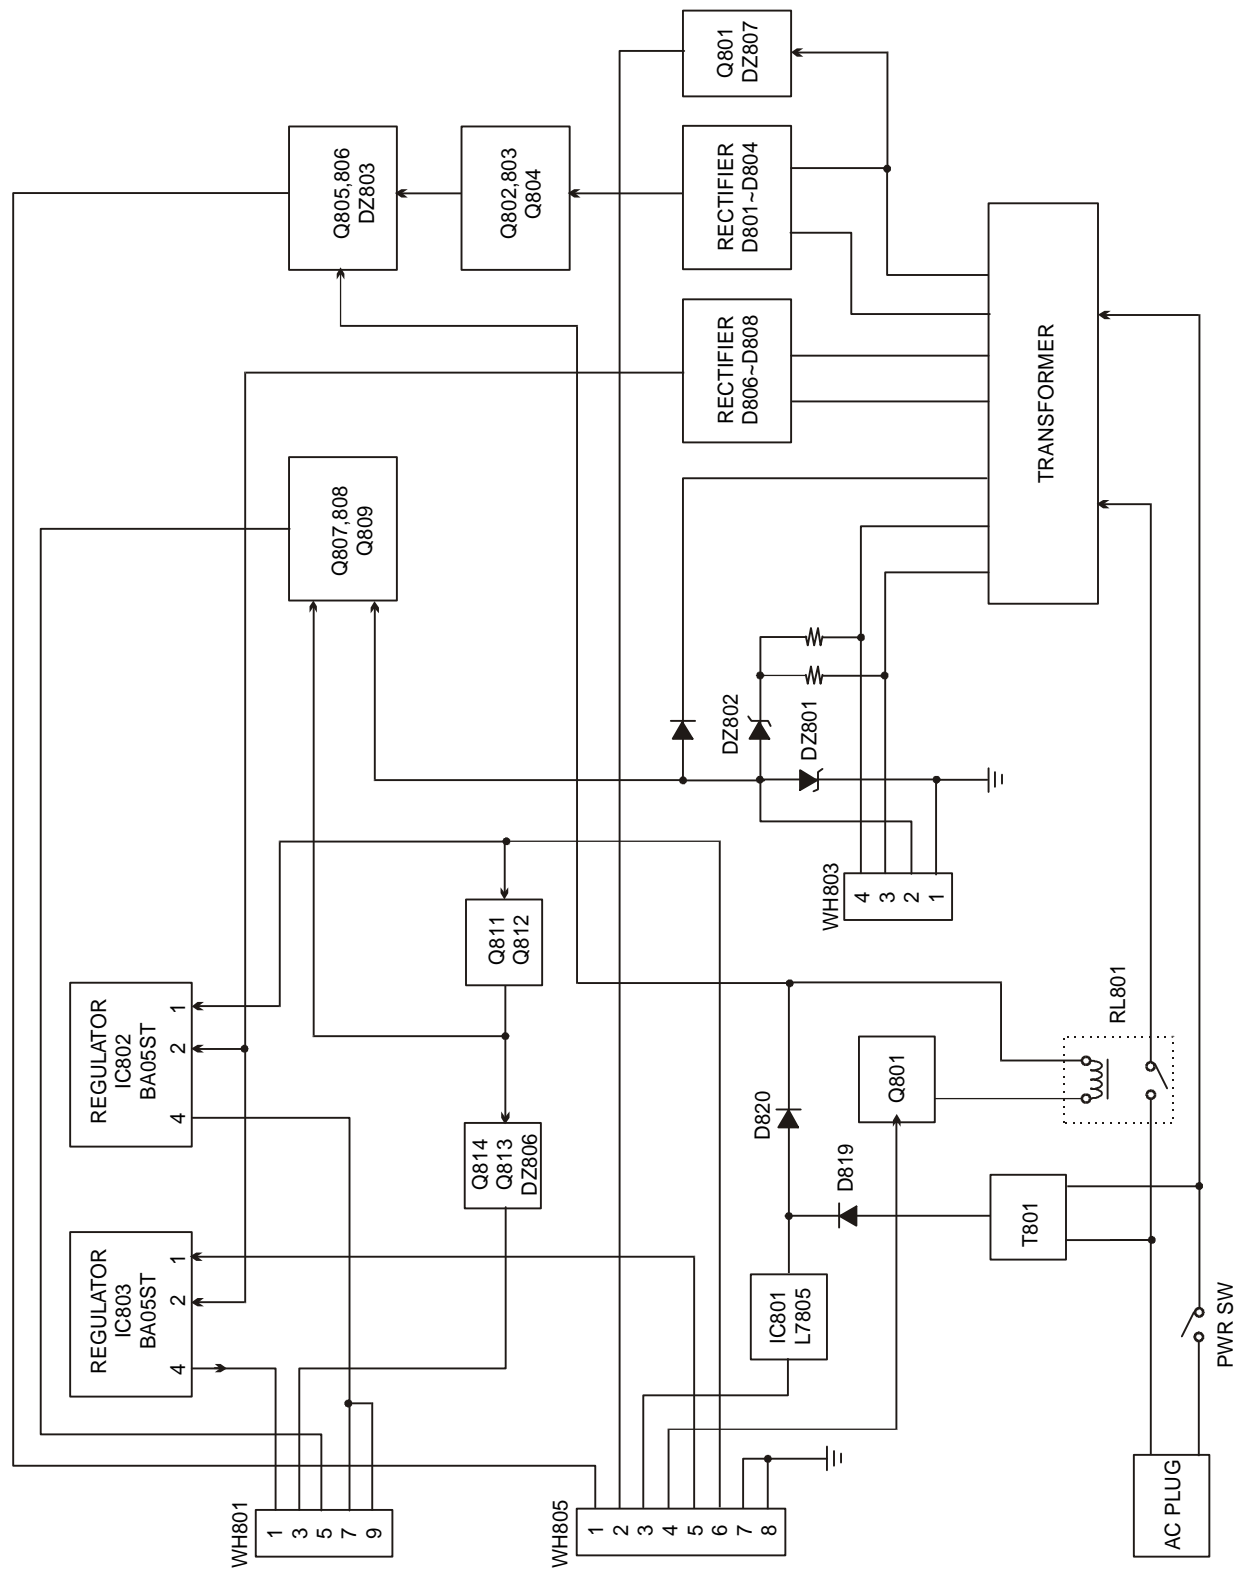 Q801
DZ807
RECTIFIER
D801~D804
Q802,803
Q804
Q805,806
DZ803
RECTIFIER
D806~D808
TRANSFORMER
Q807,808
Q809
DZ802
DZ801
WH803
4
3
2
1
Q811
Q812
REGULATOR
IC802
BA05ST
1
2
4
RL801
Q801
D820
D819
Q814
Q813
DZ806
T801
REGULATOR
IC803
BA05ST
1
2
4
IC801
L7805
PWR SW
AC PLUG
WH801
1
3
5
7
9
WH805
1
2
3
4
5
6
7
8